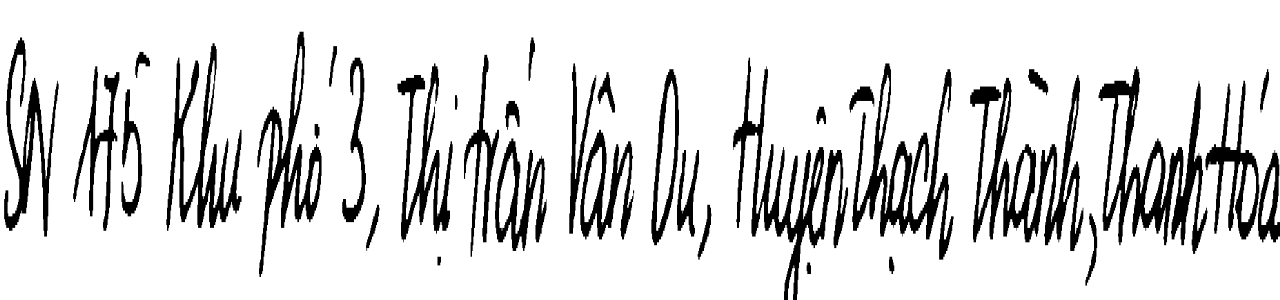 SN 175 Khu phố 3, Thị trấn Vân Du, Huyện Thạch Thành, Thanh Hóa